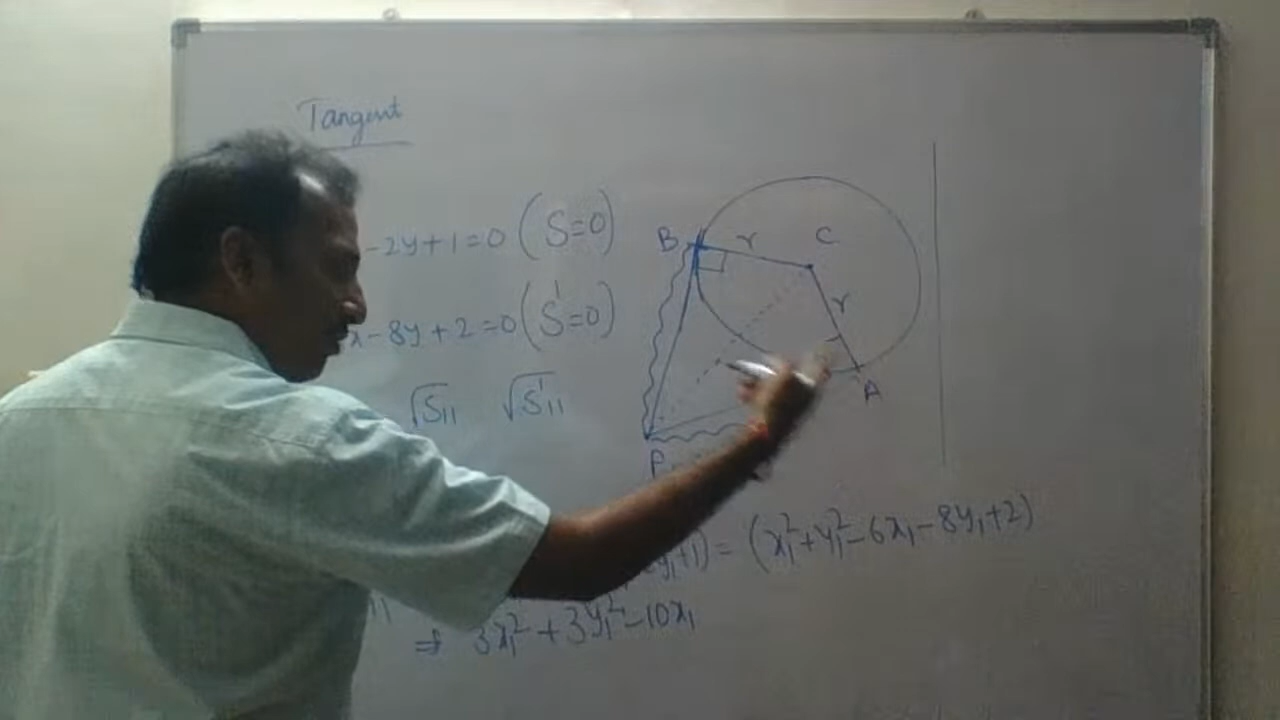 Tangent
-2y+1=0 (S=0)
x-8y+2=0 (S'=0)
√S₁₁ √S'₁₁
B r C
r
A
P
y₁+1) = (x₁²+y₁²-6x₁-8y₁+2)
⇒ 3x₁²+3y₁²-10x₁